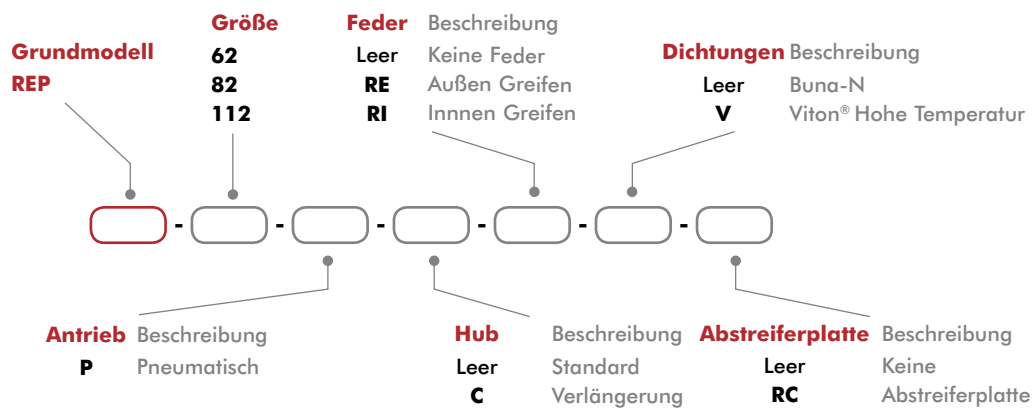 Größe
Feder Beschreibung
Grundmodell
62
Leer Keine Feder
Dichtungen Beschreibung
REP
82
RE Außen Greifen
Leer Buna-N
112
RI Innnen Greifen
V Viton® Hohe Temperatur
- - - - - -
Antrieb Beschreibung
Hub Beschreibung
Abstreiferplatte Beschreibung
P Pneumatisch
Leer Standard
Leer Keine
C Verlängerung
RC Abstreiferplatte